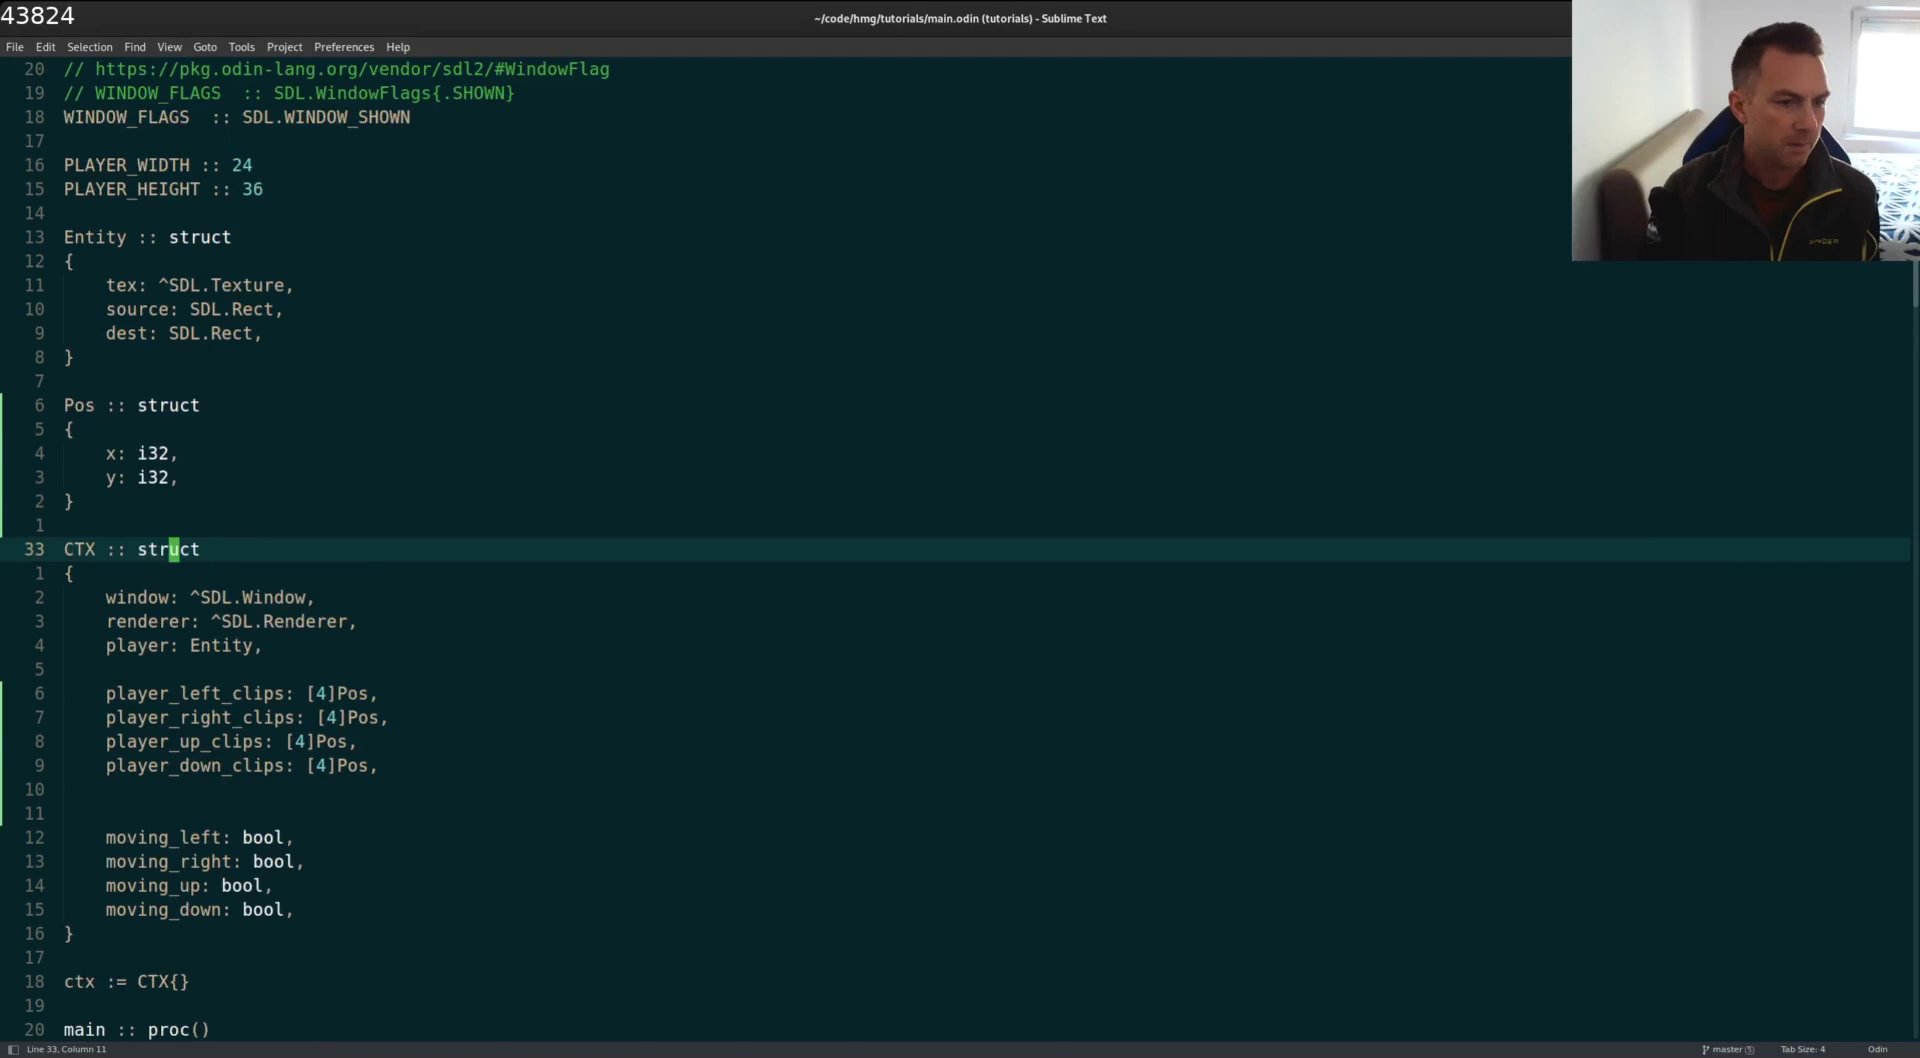 43824
~/code/hmg/tutorials/main.odin (tutorials) - Sublime Text
File Edit Selection Find View Goto Tools Project Preferences Help
20 // https://pkg.odin-lang.org/vendor/sdl2/#WindowFlag
19 // WINDOW_FLAGS  :: SDL.WindowFlags{.SHOWN}
18 WINDOW_FLAGS  :: SDL.WINDOW_SHOWN
17
16 PLAYER_WIDTH :: 24
15 PLAYER_HEIGHT :: 36
14
13 Entity :: struct
12 {
11     tex: ^SDL.Texture,
10     source: SDL.Rect,
9     dest: SDL.Rect,
8 }
7
6 Pos :: struct
5 {
4     x: i32,
3     y: i32,
2 }
1
33 CTX :: struct
1 {
2     window: ^SDL.Window,
3     renderer: ^SDL.Renderer,
4     player: Entity,
5
6     player_left_clips: [4]Pos,
7     player_right_clips: [4]Pos,
8     player_up_clips: [4]Pos,
9     player_down_clips: [4]Pos,
10
11
12     moving_left: bool,
13     moving_right: bool,
14     moving_up: bool,
15     moving_down: bool,
16 }
17
18 ctx := CTX{}
19
20 main :: proc()
Line 33, Column 11 master (5) Tab Size: 4 Odin